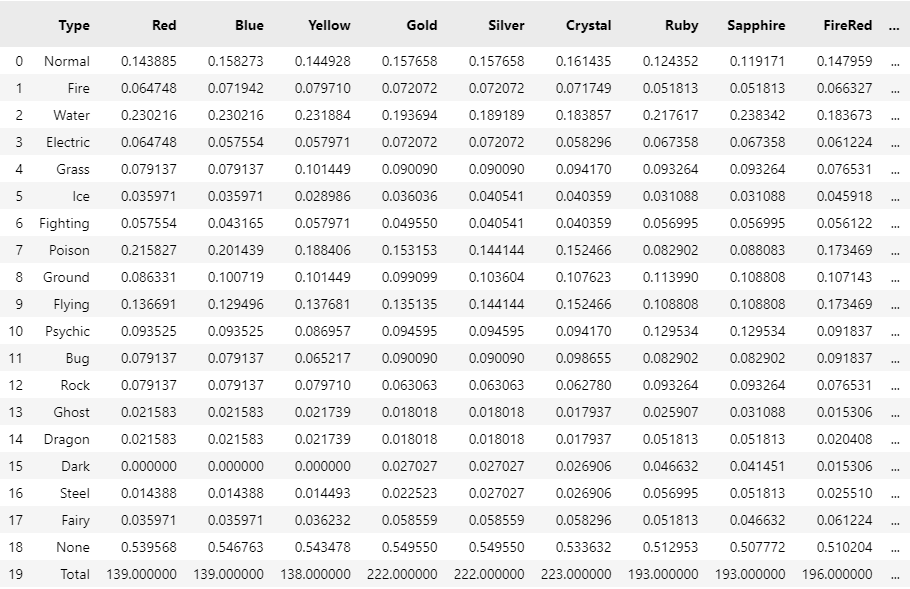 Type Red Blue Yellow Gold Silver Crystal Ruby Sapphire FireRed ...
0 Normal 0.143885 0.158273 0.144928 0.157658 0.157658 0.161435 0.124352 0.119171 0.147959 ...
1 Fire 0.064748 0.071942 0.079710 0.072072 0.072072 0.071749 0.051813 0.051813 0.066327 ...
2 Water 0.230216 0.230216 0.231884 0.193694 0.189189 0.183857 0.217617 0.238342 0.183673 ...
3 Electric 0.064748 0.057554 0.057971 0.072072 0.072072 0.058296 0.067358 0.067358 0.061224 ...
4 Grass 0.079137 0.079137 0.101449 0.090090 0.090090 0.094170 0.093264 0.093264 0.076531 ...
5 Ice 0.035971 0.035971 0.028986 0.036036 0.040541 0.040359 0.031088 0.031088 0.045918 ...
6 Fighting 0.057554 0.043165 0.057971 0.049550 0.040541 0.040359 0.056995 0.056995 0.056122 ...
7 Poison 0.215827 0.201439 0.188406 0.153153 0.144144 0.152466 0.082902 0.088083 0.173469 ...
8 Ground 0.086331 0.100719 0.101449 0.099099 0.103604 0.107623 0.113990 0.108808 0.107143 ...
9 Flying 0.136691 0.129496 0.137681 0.135135 0.144144 0.152466 0.108808 0.108808 0.173469 ...
10 Psychic 0.093525 0.093525 0.086957 0.094595 0.094595 0.094170 0.129534 0.129534 0.091837 ...
11 Bug 0.079137 0.079137 0.065217 0.090090 0.090090 0.098655 0.082902 0.082902 0.091837 ...
12 Rock 0.079137 0.079137 0.079710 0.063063 0.063063 0.062780 0.093264 0.093264 0.076531 ...
13 Ghost 0.021583 0.021583 0.021739 0.018018 0.018018 0.017937 0.025907 0.031088 0.015306 ...
14 Dragon 0.021583 0.021583 0.021739 0.018018 0.018018 0.017937 0.051813 0.051813 0.020408 ...
15 Dark 0.000000 0.000000 0.000000 0.027027 0.027027 0.026906 0.046632 0.041451 0.015306 ...
16 Steel 0.014388 0.014388 0.014493 0.022523 0.027027 0.026906 0.056995 0.051813 0.025510 ...
17 Fairy 0.035971 0.035971 0.036232 0.058559 0.058559 0.058296 0.051813 0.046632 0.061224 ...
18 None 0.539568 0.546763 0.543478 0.549550 0.549550 0.533632 0.512953 0.507772 0.510204 ...
19 Total 139.000000 139.000000 138.000000 222.000000 222.000000 223.000000 193.000000 193.000000 196.000000 ...